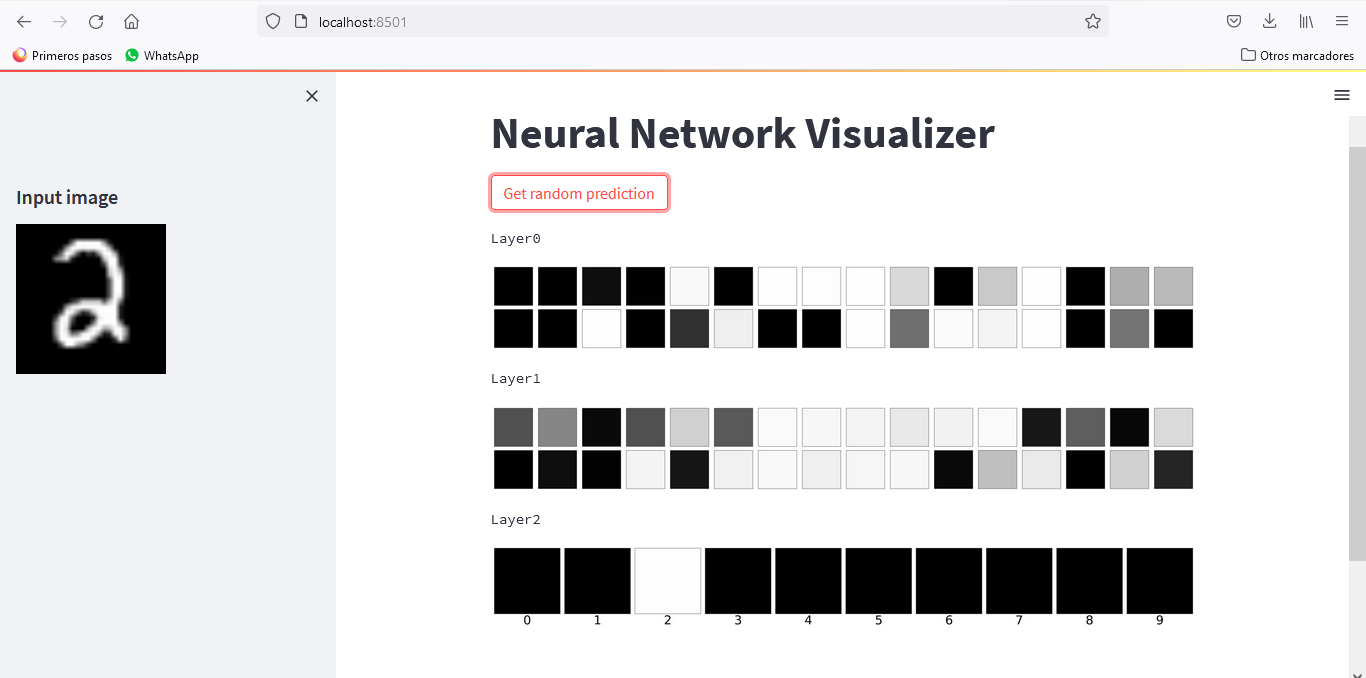 localhost:8501
Primeros pasos WhatsApp Otros marcadores
Neural Network Visualizer
Get random prediction
Input image
2
Layer0
Layer1
Layer2
0 1 2 3 4 5 6 7 8 9